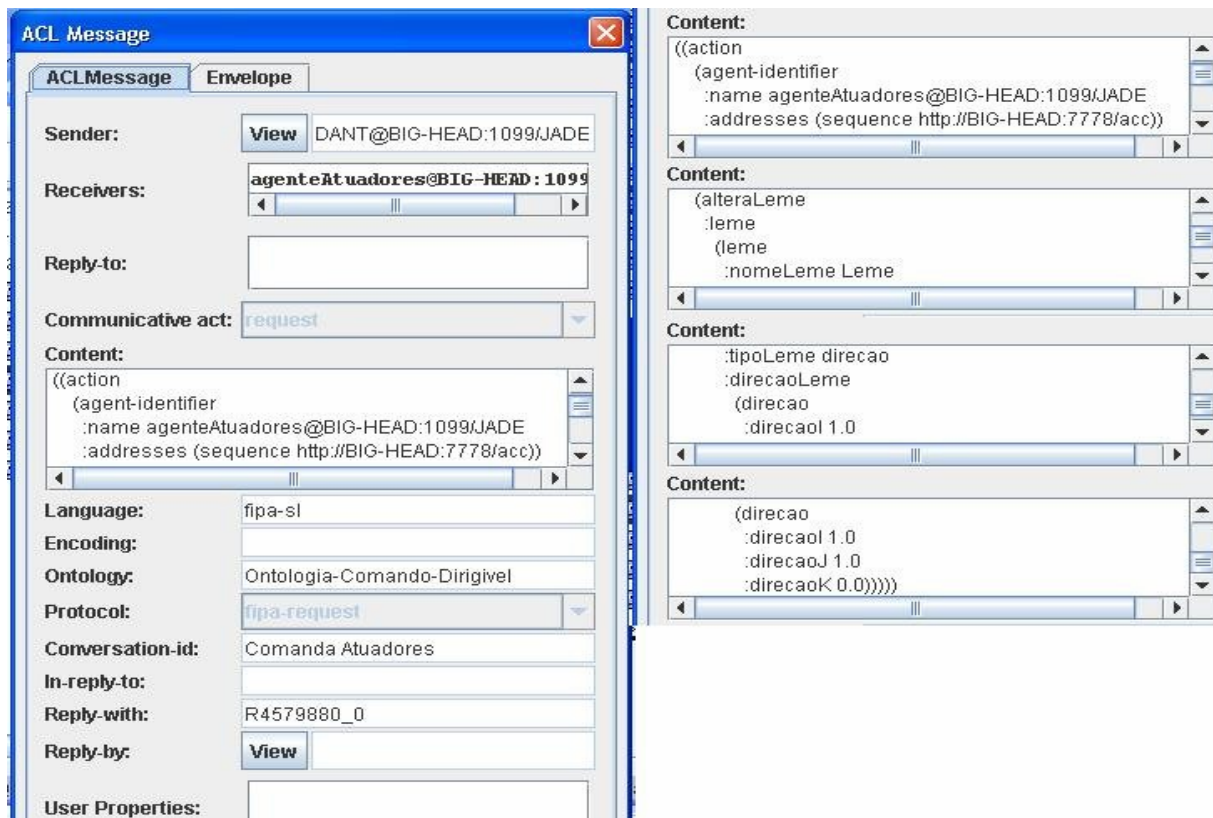 ACL Message
ACLMessage Envelope
Sender: View DANT@BIG-HEAD:1099/JADE
Receivers: agenteAtuadores@BIG-HEAD:1099
Reply-to:
Communicative act: request
Content:
((action
(agent-identifier
:name agenteAtuadores@BIG-HEAD:1099/JADE
:addresses (sequence http://BIG-HEAD:7778/acc))
Language: fipa-sl
Encoding:
Ontology: Ontologia-Comando-Dirigivel
Protocol: fipa-request
Conversation-id: Comanda Atuadores
In-reply-to:
Reply-with: R4579880_0
Reply-by: View
User Properties:
Content:
((action
(agent-identifier
:name agenteAtuadores@BIG-HEAD:1099/JADE
:addresses (sequence http://BIG-HEAD:7778/acc))
Content:
(alteraLeme
:leme
(leme
:nomeLeme Leme
Content:
:tipoLeme direcao
:direcaoLeme
(direcao
:direcaoI 1.0
Content:
(direcao
:direcaoI 1.0
:direcaoJ 1.0
:direcaoK 0.0)))))